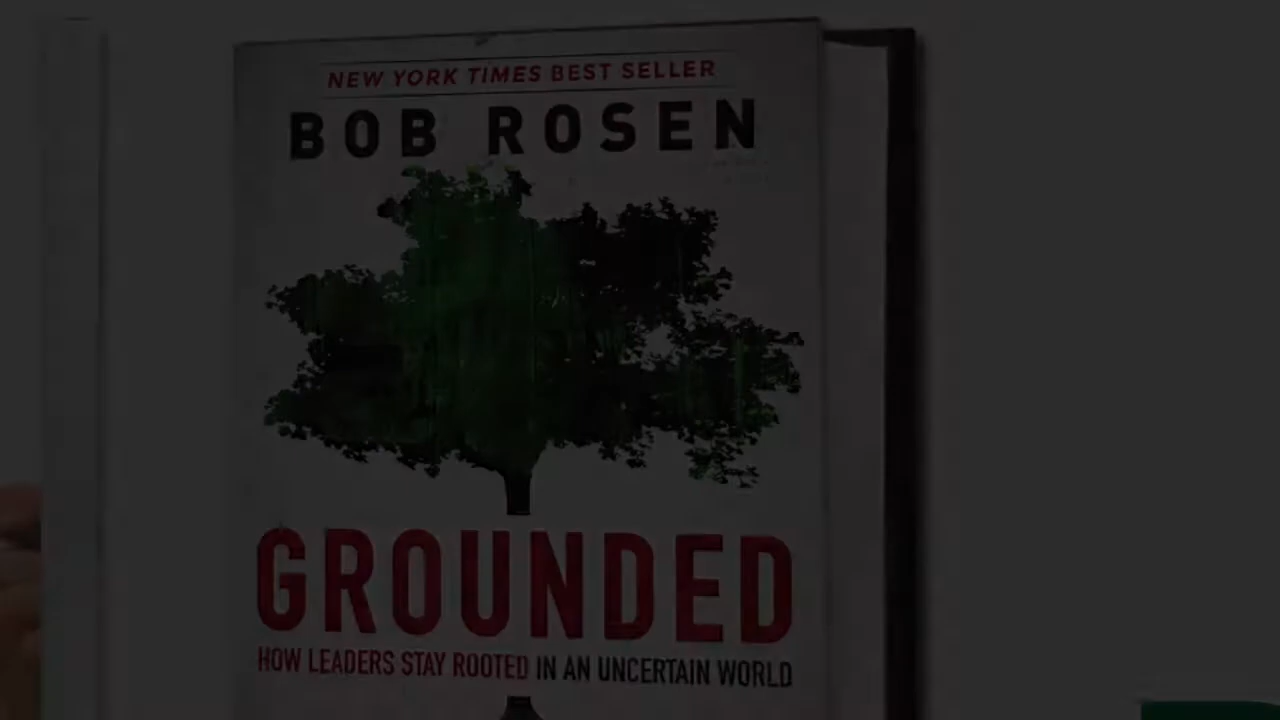 NEW YORK TIMES BEST SELLER
BOB ROSEN
GROUNDED
HOW LEADERS STAY ROOTED IN AN UNCERTAIN WORLD